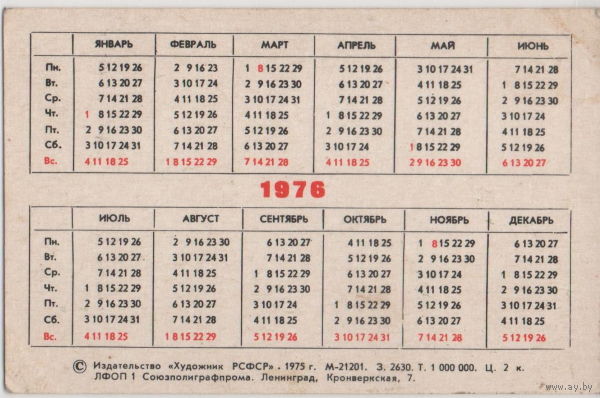 ЯНВАРЬ ФЕВРАЛЬ МАРТ АПРЕЛЬ МАЙ ИЮНЬ
Пн. 5 12 19 26 2 9 16 23 1 8 15 22 29 5 12 19 26 3 10 17 24 31 7 14 21 28
Вт. 6 13 20 27 3 10 17 24 2 9 16 23 30 6 13 20 27 4 11 18 25 1 8 15 22 29
Ср. 7 14 21 28 4 11 18 25 3 10 17 24 31 7 14 21 28 5 12 19 26 2 9 16 23 30
Чт. 1 8 15 22 29 5 12 19 26 4 11 18 25 1 8 15 22 29 6 13 20 27 3 10 17 24
Пт. 2 9 16 23 30 6 13 20 27 5 12 19 26 2 9 16 23 30 7 14 21 28 4 11 18 25
Сб. 3 10 17 24 31 7 14 21 28 6 13 20 27 3 10 17 24 1 8 15 22 29 5 12 19 26
Вс. 4 11 18 25 1 8 15 22 29 7 14 21 28 4 11 18 25 2 9 16 23 30 6 13 20 27
1976
ИЮЛЬ АВГУСТ СЕНТЯБРЬ ОКТЯБРЬ НОЯБРЬ ДЕКАБРЬ
Пн. 5 12 19 26 2 9 16 23 30 6 13 20 27 4 11 18 25 1 8 15 22 29 6 13 20 27
Вт. 6 13 20 27 3 10 17 24 31 7 14 21 28 5 12 19 26 2 9 16 23 30 7 14 21 28
Ср. 7 14 21 28 4 11 18 25 1 8 15 22 29 6 13 20 27 3 10 17 24 1 8 15 22 29
Чт. 1 8 15 22 29 5 12 19 26 2 9 16 23 30 7 14 21 28 4 11 18 25 2 9 16 23 30
Пт. 2 9 16 23 30 6 13 20 27 3 10 17 24 1 8 15 22 29 5 12 19 26 3 10 17 24 31
Сб. 3 10 17 24 31 7 14 21 28 4 11 18 25 2 9 16 23 30 6 13 20 27 4 11 18 25
Вс. 4 11 18 25 1 8 15 22 29 5 12 19 26 3 10 17 24 31 7 14 21 28 5 12 19 26
© Издательство «Художник РСФСР». 1975 г. М-21201. З. 2630. Т. 1 000 000. Ц. 2 к.
ЛФОП 1 Союзполиграфпрома. Ленинград, Кронверкская, 7.
www.ay.by